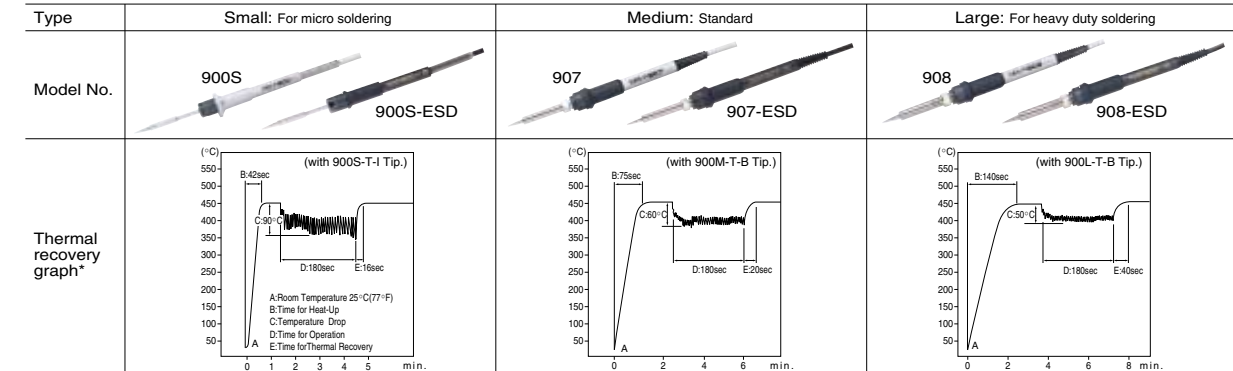 Type
Small: For micro soldering
Medium: Standard
Large: For heavy duty soldering
Model No.
900S
900S-ESD
907
907-ESD
908
908-ESD
Thermal
recovery
graph*
(°C)
(with 900S-T-I Tip.)
550
500
450
400
350
300
250
200
150
100
50
B:42sec
C:90°C
D:180sec
E:16sec
A:Room Temperature 25°C(77°F)
B:Time for Heat-Up
C:Temperature Drop
D:Time for Operation
E:Time forThermal Recovery
A
0 1 2 3 4 5 min.
(°C)
(with 900M-T-B Tip.)
550
500
450
400
350
300
250
200
150
100
50
B:75sec
C:60°C
D:180sec
E:20sec
A
0 2 4 6 min.
(°C)
(with 900L-T-B Tip.)
550
500
450
400
350
300
250
200
150
100
50
B:140sec
C:50°C
D:180sec
E:40sec
A
0 2 4 6 8 min.